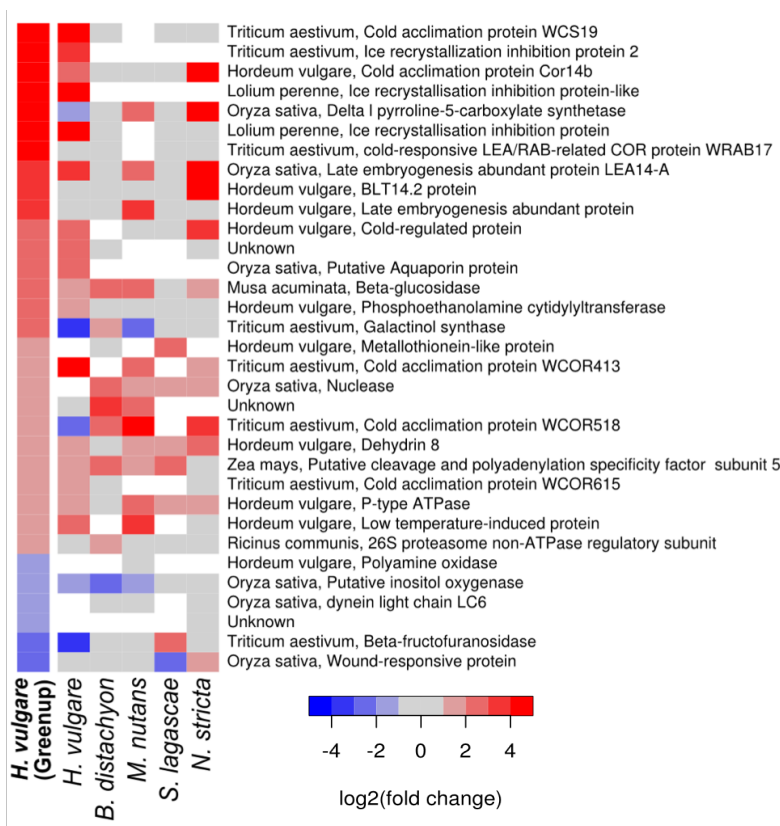 Triticum aestivum, Cold acclimation protein WCS19
Triticum aestivum, Ice recrystallization inhibition protein 2
Hordeum vulgare, Cold acclimation protein Cor14b
Lolium perenne, Ice recrystallisation inhibition protein-like
Oryza sativa, Delta l pyrroline-5-carboxylate synthetase
Lolium perenne, Ice recrystallisation inhibition protein
Triticum aestivum, cold-responsive LEA/RAB-related COR protein WRAB17
Oryza sativa, Late embryogenesis abundant protein LEA14-A
Hordeum vulgare, BLT14.2 protein
Hordeum vulgare, Late embryogenesis abundant protein
Hordeum vulgare, Cold-regulated protein
Unknown
Oryza sativa, Putative Aquaporin protein
Musa acuminata, Beta-glucosidase
Hordeum vulgare, Phosphoethanolamine cytidylyltransferase
Triticum aestivum, Galactinol synthase
Hordeum vulgare, Metallothionein-like protein
Triticum aestivum, Cold acclimation protein WCOR413
Oryza sativa, Nuclease
Unknown
Triticum aestivum, Cold acclimation protein WCOR518
Hordeum vulgare, Dehydrin 8
Zea mays, Putative cleavage and polyadenylation specificity factor subunit 5
Triticum aestivum, Cold acclimation protein WCOR615
Hordeum vulgare, P-type ATPase
Hordeum vulgare, Low temperature-induced protein
Ricinus communis, 26S proteasome non-ATPase regulatory subunit
Hordeum vulgare, Polyamine oxidase
Oryza sativa, Putative inositol oxygenase
Oryza sativa, dynein light chain LC6
Unknown
Triticum aestivum, Beta-fructofuranosidase
Oryza sativa, Wound-responsive protein
H. vulgare
(Greenup)
H. vulgare
B. distachyon
M. nutans
S. lagascae
N. stricta
-4 -2 0 2 4
log2(fold change)